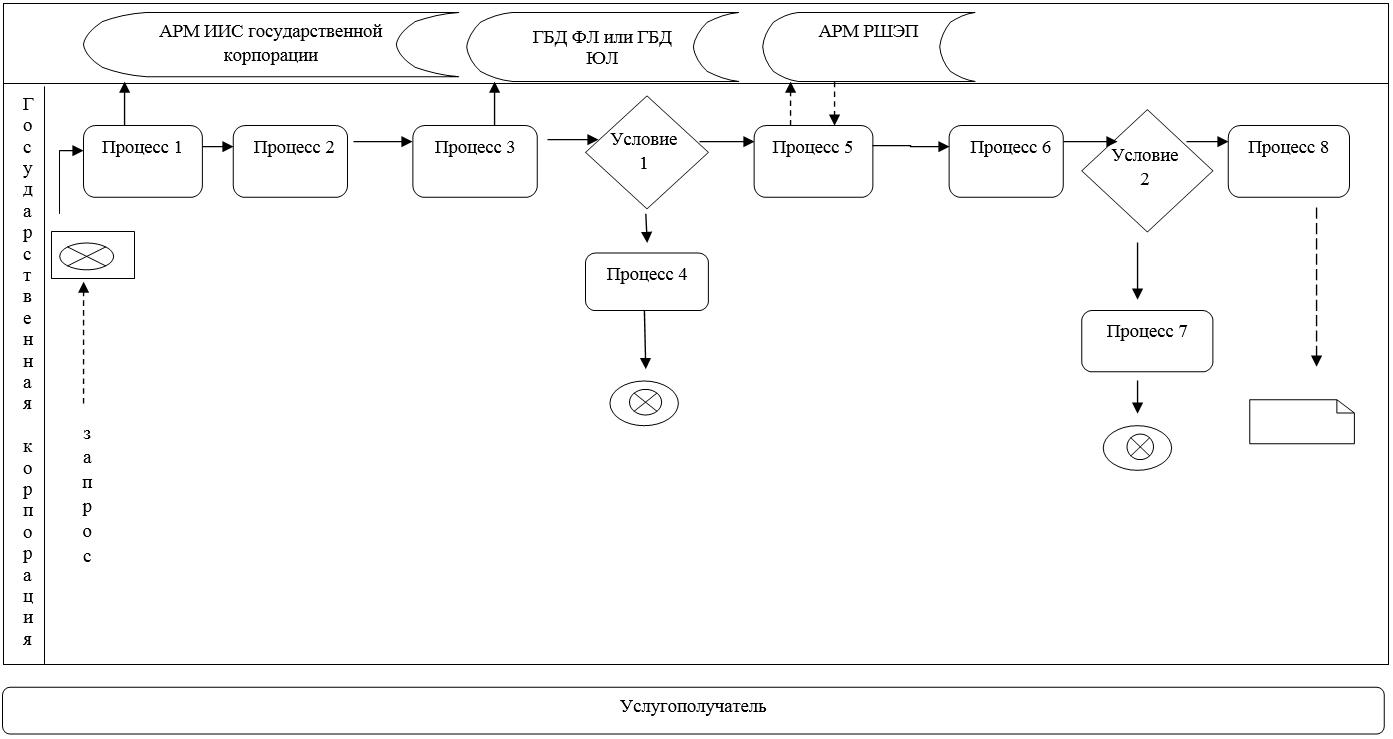 АРМ ИИС государственной
корпорации
ГБД ФЛ или ГБД
ЮЛ
АРМ РШЭП
Государственная корпорация
Процесс 1
Процесс 2
Процесс 3
Условие
1
Процесс 5
Процесс 6
Условие
2
Процесс 8
Процесс 4
Процесс 7
запрос
Услугополучатель